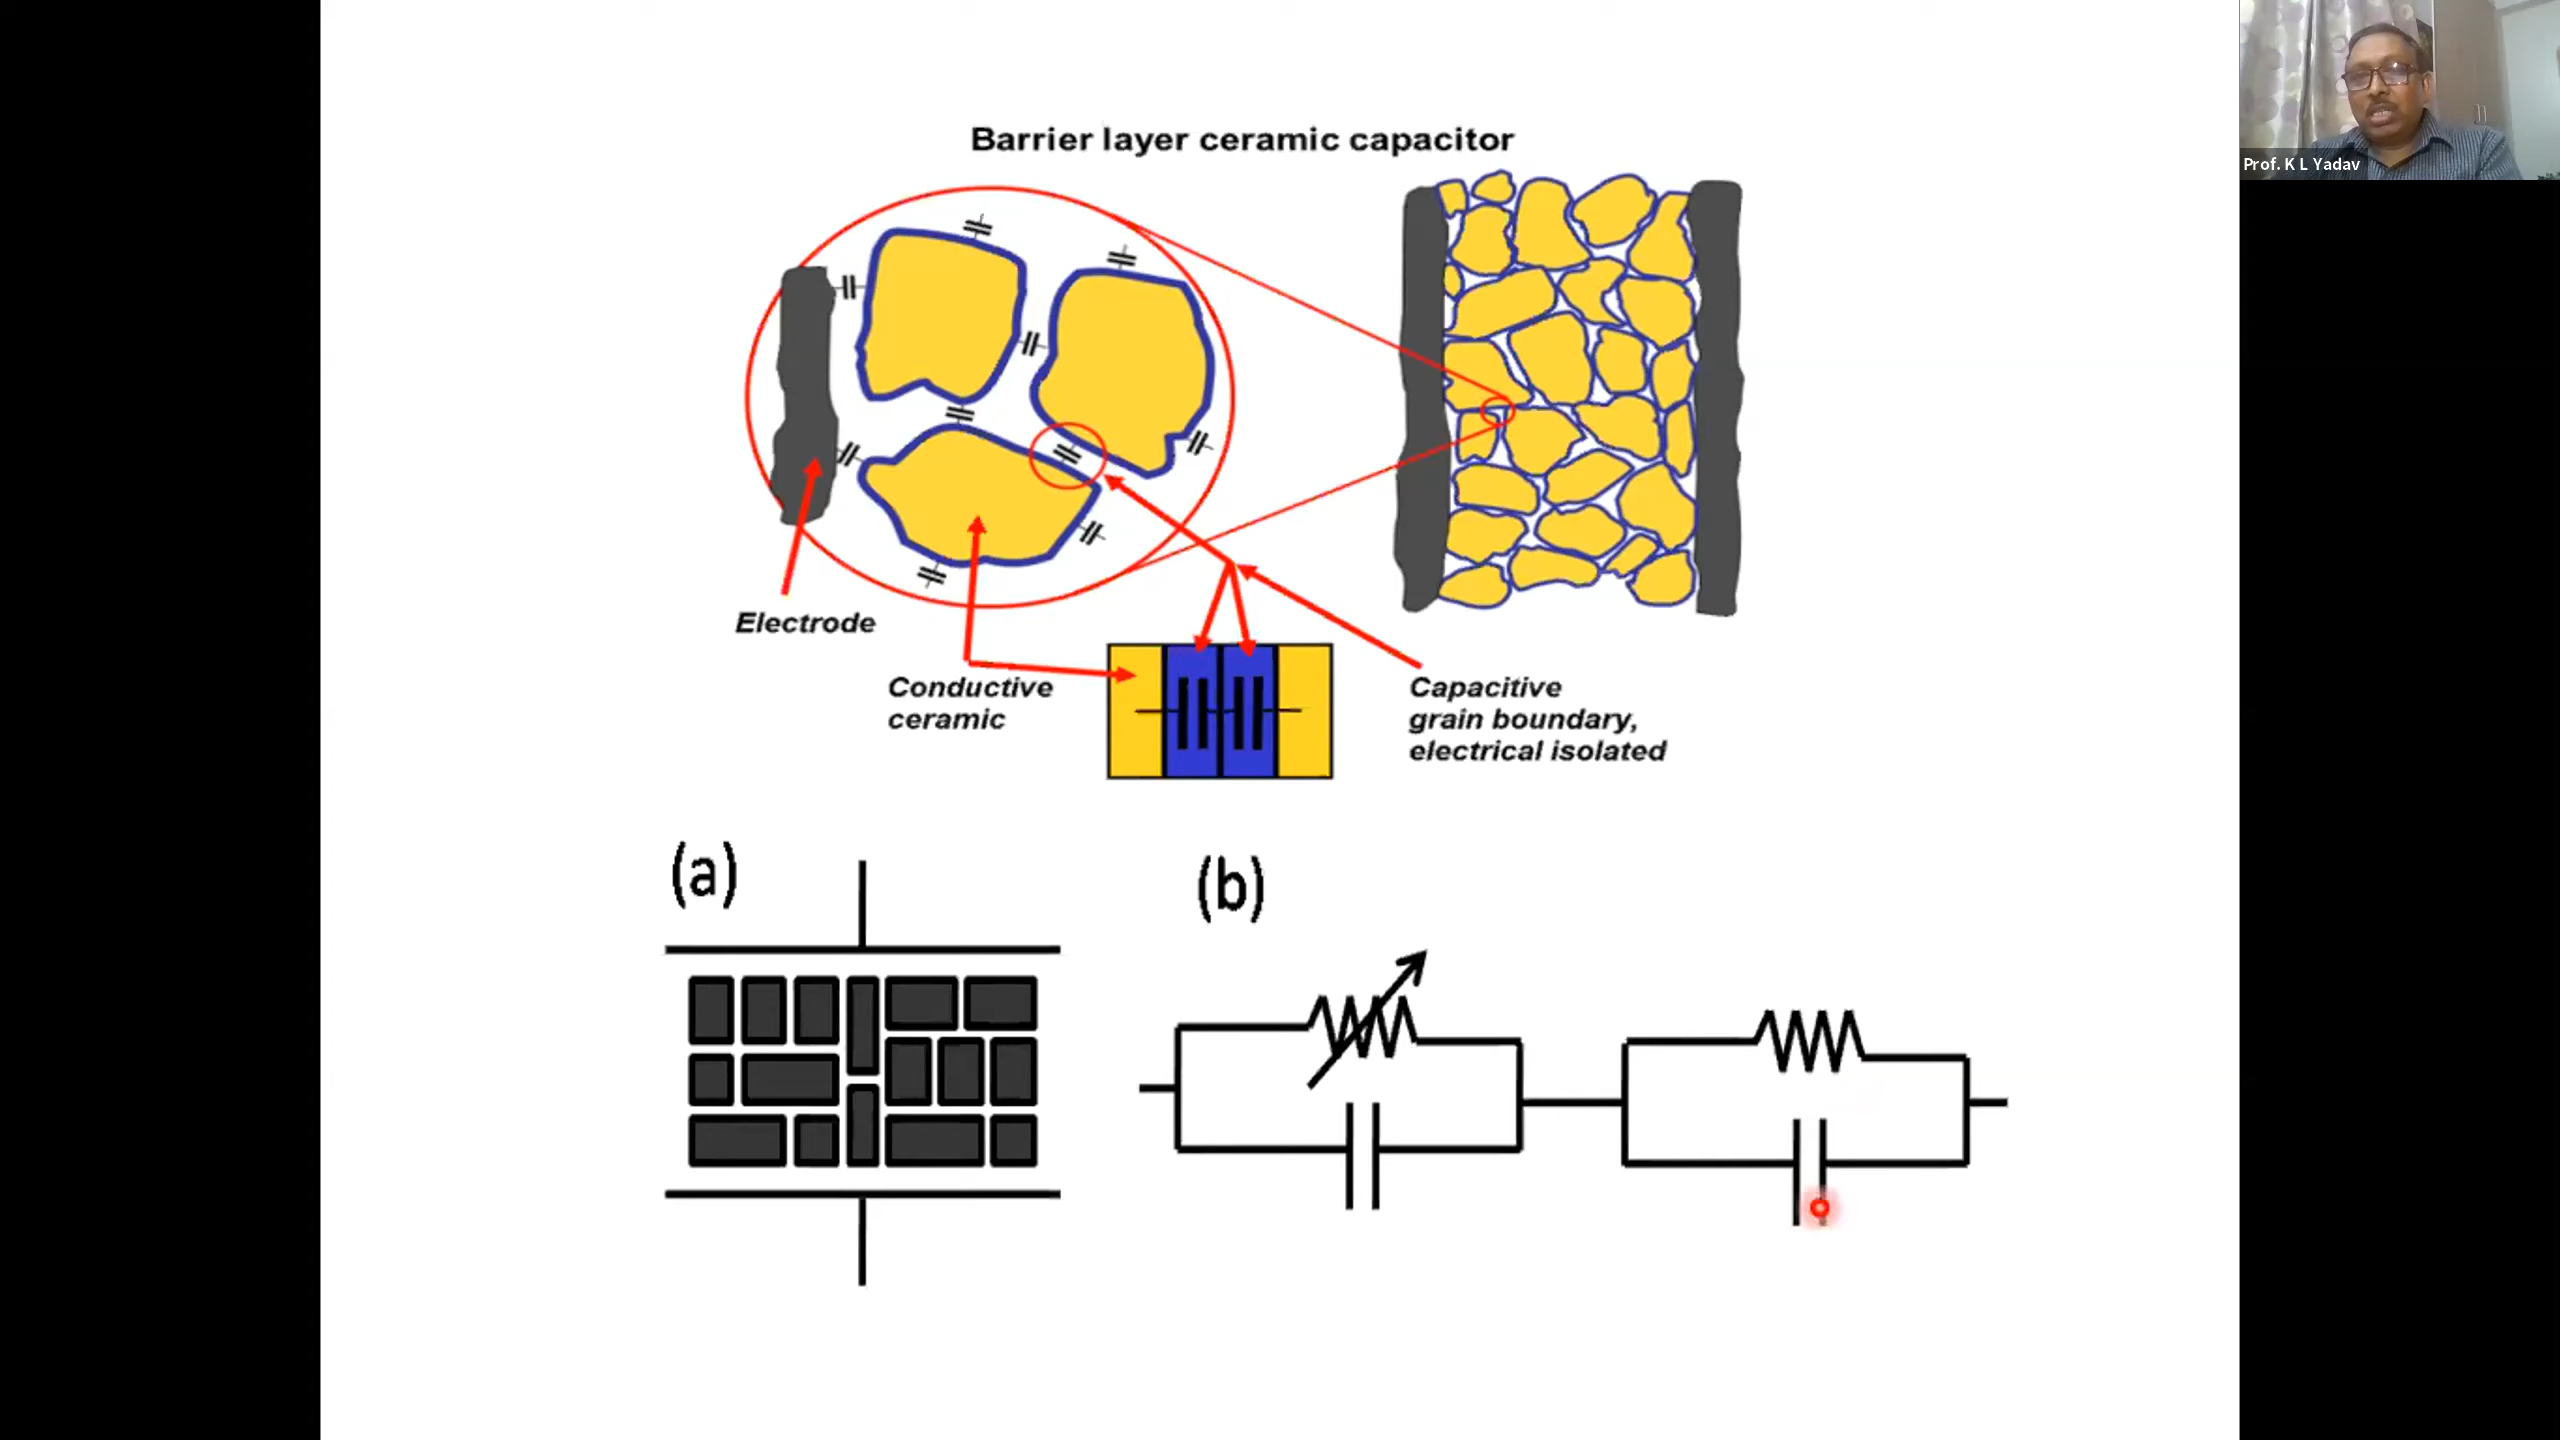 Prof. K L Yadav
Barrier layer ceramic capacitor
Electrode
Conductive
ceramic
Capacitive
grain boundary,
electrical isolated
(a)
(b)